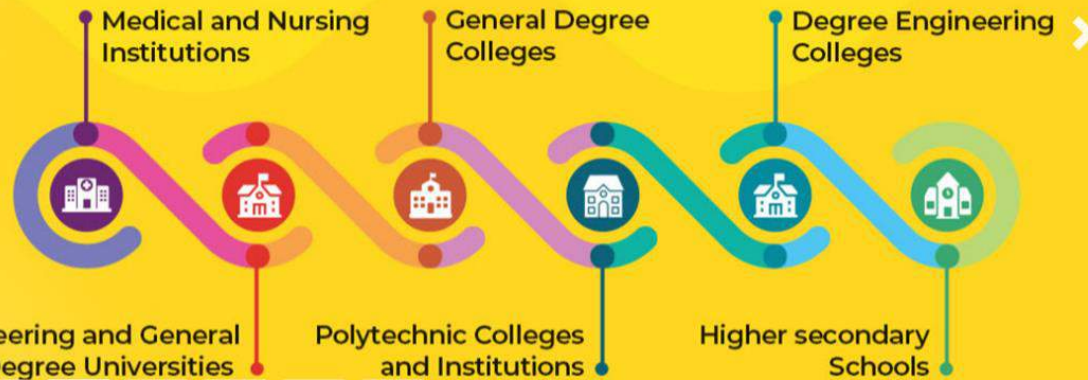 Medical and Nursing
Institutions
General Degree
Colleges
Degree Engineering
Colleges
eering and General
egree Universities
Polytechnic Colleges
and Institutions
Higher secondary
Schools